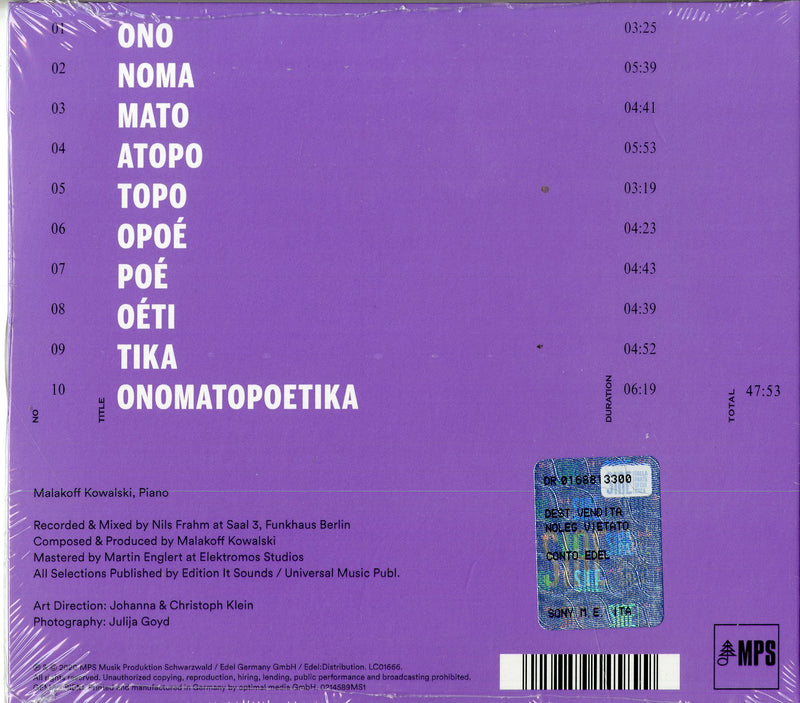 01 ONO 03:25
02 NOMA 05:39
03 MATO 04:41
04 ATOPO 05:53
05 TOPO 03:19
06 OPOÉ 04:23
07 POÉ 04:43
08 OÉTI 04:39
09 TIKA 04:52
10 ONOMATOPOETIKA 06:19 47:53
NO TITLE DURATION TOTAL
Malakoff Kowalski, Piano
Recorded & Mixed by Nils Frahm at Saal 3, Funkhaus Berlin
Composed & Produced by Malakoff Kowalski
Mastered by Martin Englert at Elektromos Studios
All Selections Published by Edition It Sounds / Universal Music Publ.
Art Direction: Johanna & Christoph Klein
Photography: Julija Goyd
DR 0168813300
DEST VENDITA
NOLEG VIETATO
CONTO EDEL
SIAE
SONY M.E. ITA
MPS
℗ & © 2020 MPS Musik Produktion Schwarzwald / Edel Germany GmbH / Edel:Distribution. LC01666.
All rights reserved. Unauthorized copying, reproduction, hiring, lending, public performance and broadcasting prohibited.
Printed and manufactured in Germany by optimal media GmbH. 0214589MS1